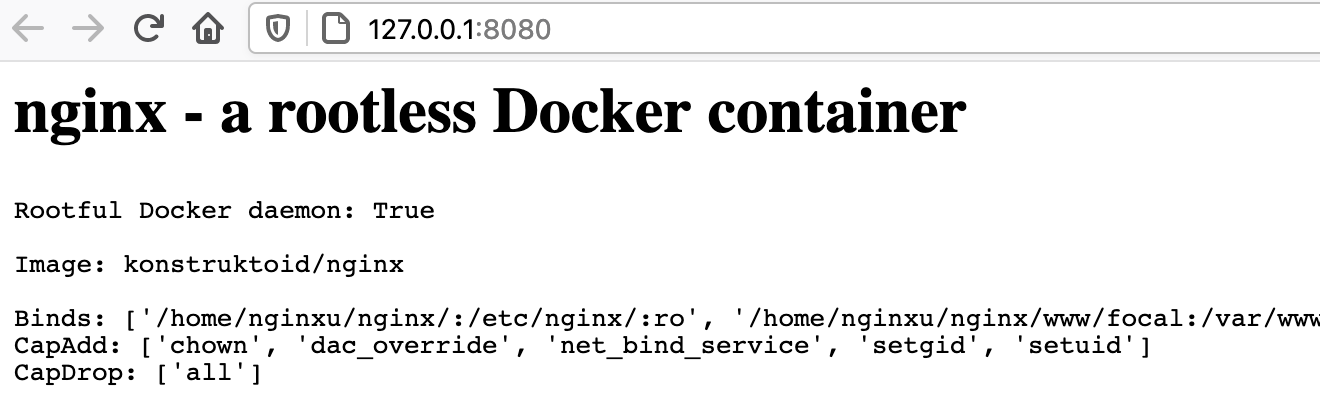 127.0.0.1:8080
nginx - a rootless Docker container
Rootful Docker daemon: True
Image: konstruktoid/nginx
Binds: ['/home/nginxu/nginx/:/etc/nginx/:ro', '/home/nginxu/nginx/www/focal:/var/www
CapAdd: ['chown', 'dac_override', 'net_bind_service', 'setgid', 'setuid']
CapDrop: ['all']